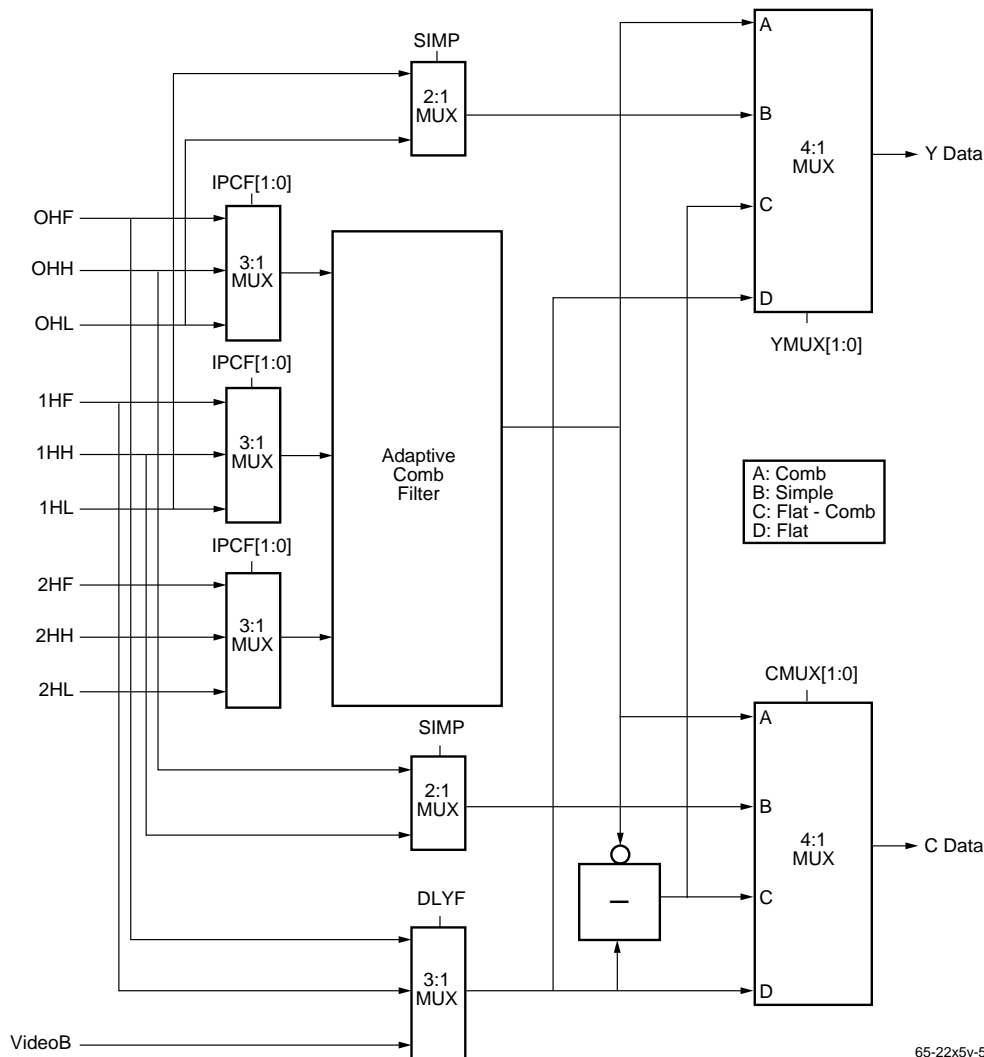 SIMP
2:1
MUX
A
B
C
D
4:1
MUX
Y Data
YMUX[1:0]
IPCF[1:0]
OHF
OHH
OHL
3:1
MUX
IPCF[1:0]
1HF
1HH
1HL
3:1
MUX
Adaptive
Comb
Filter
A: Comb
B: Simple
C: Flat - Comb
D: Flat
IPCF[1:0]
2HF
2HH
2HL
3:1
MUX
CMUX[1:0]
SIMP
2:1
MUX
A
B
C
D
4:1
MUX
C Data
–
DLYF
3:1
MUX
VideoB
65-22x5y-5